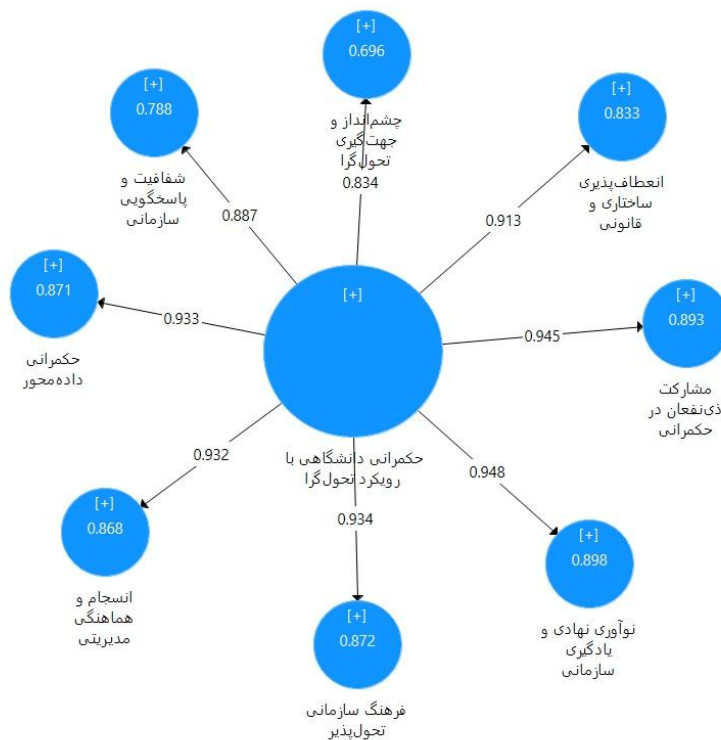 [+]
0.696
چشم‌انداز و
جهت‌گیری
تحول‌گرا
0.834
[+]
0.833
انعطاف‌پذیری
ساختاری و
قانونی
0.913
[+]
0.788
شفافیت و
پاسخگویی
سازمانی
0.887
[+]
0.871
حکمرانی
داده‌محور
0.933
[+]
[+]
0.893
مشارکت
ذی‌نفعان در
حکمرانی
0.945
حکمرانی دانشگاهی با
رویکرد تحول‌گرا
0.932
[+]
0.868
انسجام و
هماهنگی
مدیریتی
0.934
[+]
0.872
فرهنگ سازمانی
تحول‌پذیر
0.948
[+]
0.898
نوآوری نهادی و
یادگیری
سازمانی